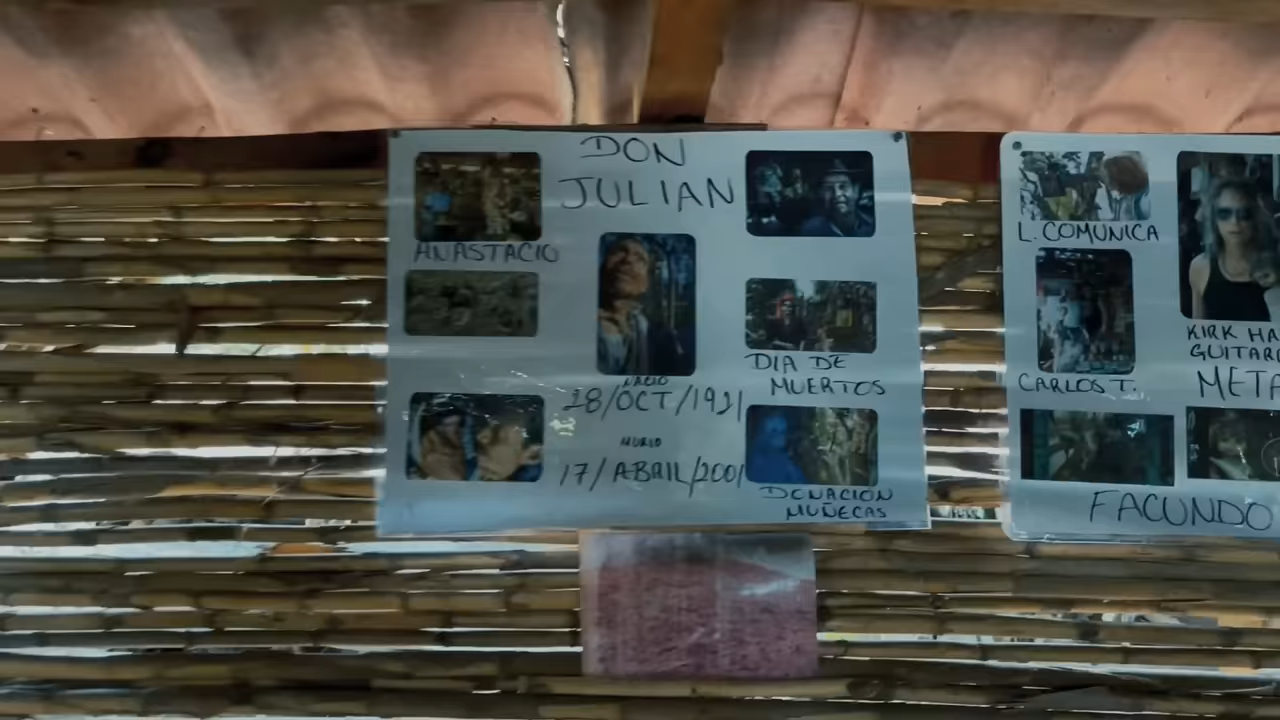 DON
JULIAN
ANASTACIO
DIA DE
MUERTOS
NACIO
18/OCT/1921
MURIO
17/ABRIL/2001
DONACION
MUÑECAS
L. COMUNICA
CARLOS T.
KIRK HA
GUITARI
META
FACUNDO